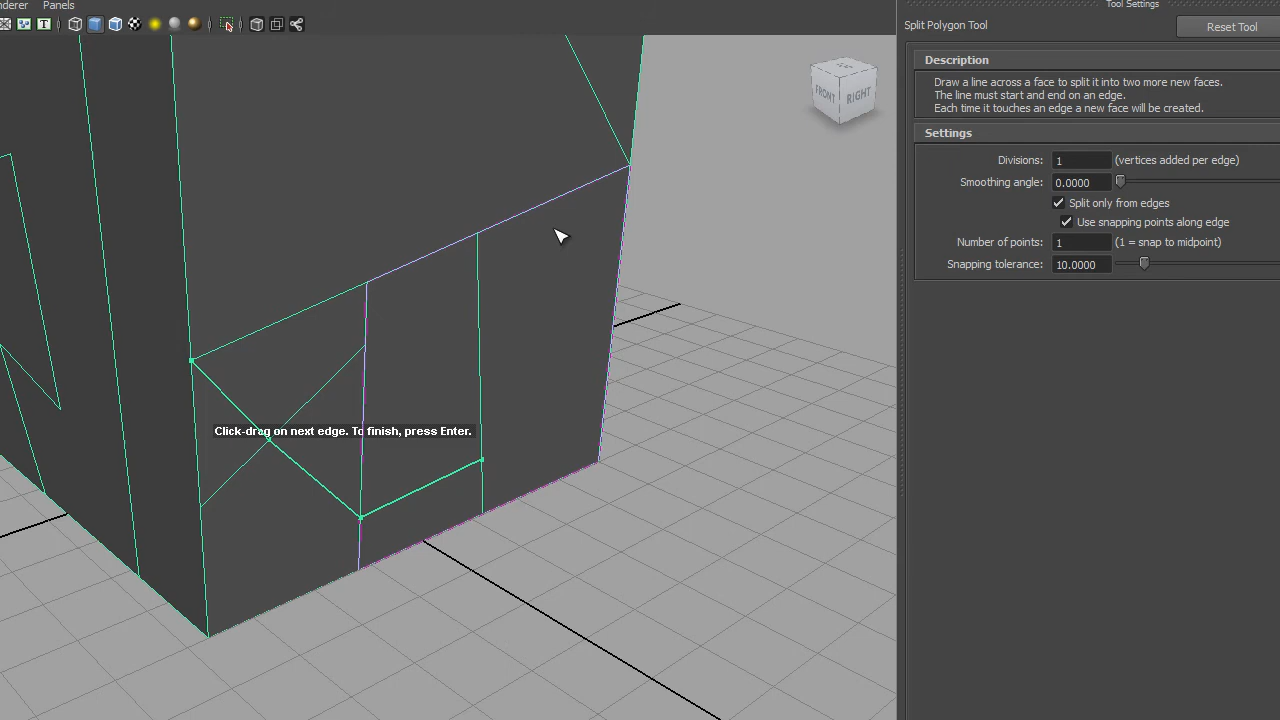 nderer Panels
T
Tool Settings
Split Polygon Tool
Reset Tool
Description
Draw a line across a face to split it into two more new faces.
The line must start and end on an edge.
Each time it touches an edge a new face will be created.
Settings
Divisions: 1 (vertices added per edge)
Smoothing angle: 0.0000
Split only from edges
Use snapping points along edge
Number of points: 1 (1 = snap to midpoint)
Snapping tolerance: 10.0000
FRONT RIGHT
Click-drag on next edge. To finish, press Enter.